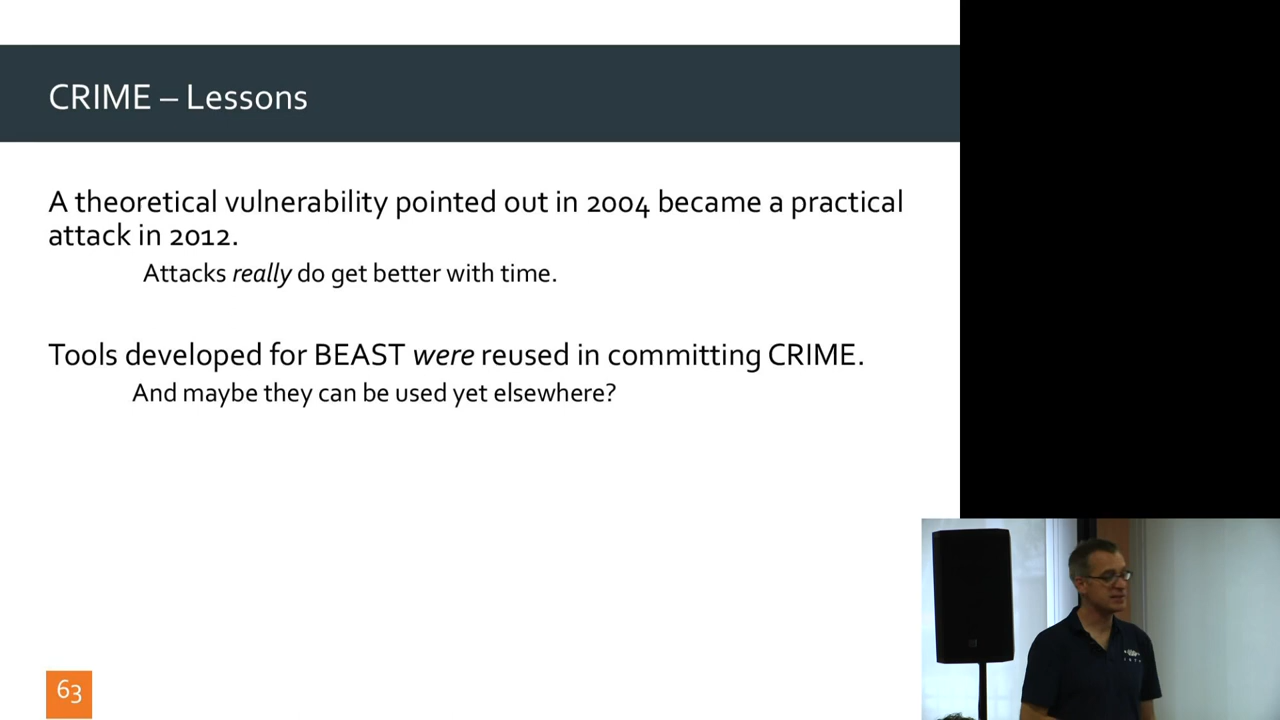 CRIME – Lessons
A theoretical vulnerability pointed out in 2004 became a practical
attack in 2012.
Attacks really do get better with time.
Tools developed for BEAST were reused in committing CRIME.
And maybe they can be used yet elsewhere?
63